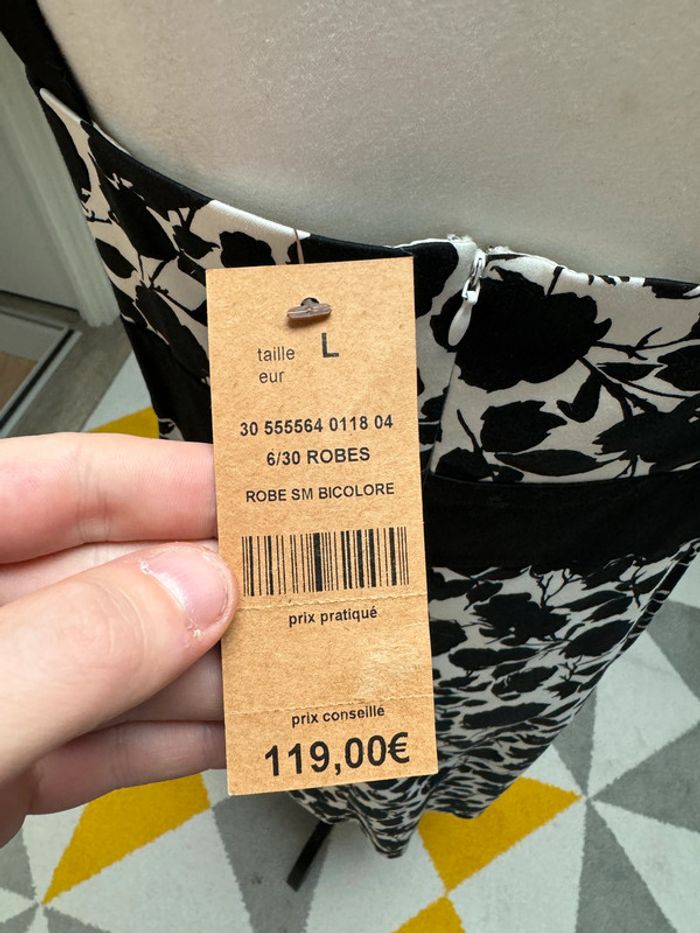 taille L
eur
30 555564 0118 04
6/30 ROBES
ROBE SM BICOLORE
prix pratiqué
prix conseillé
119,00€